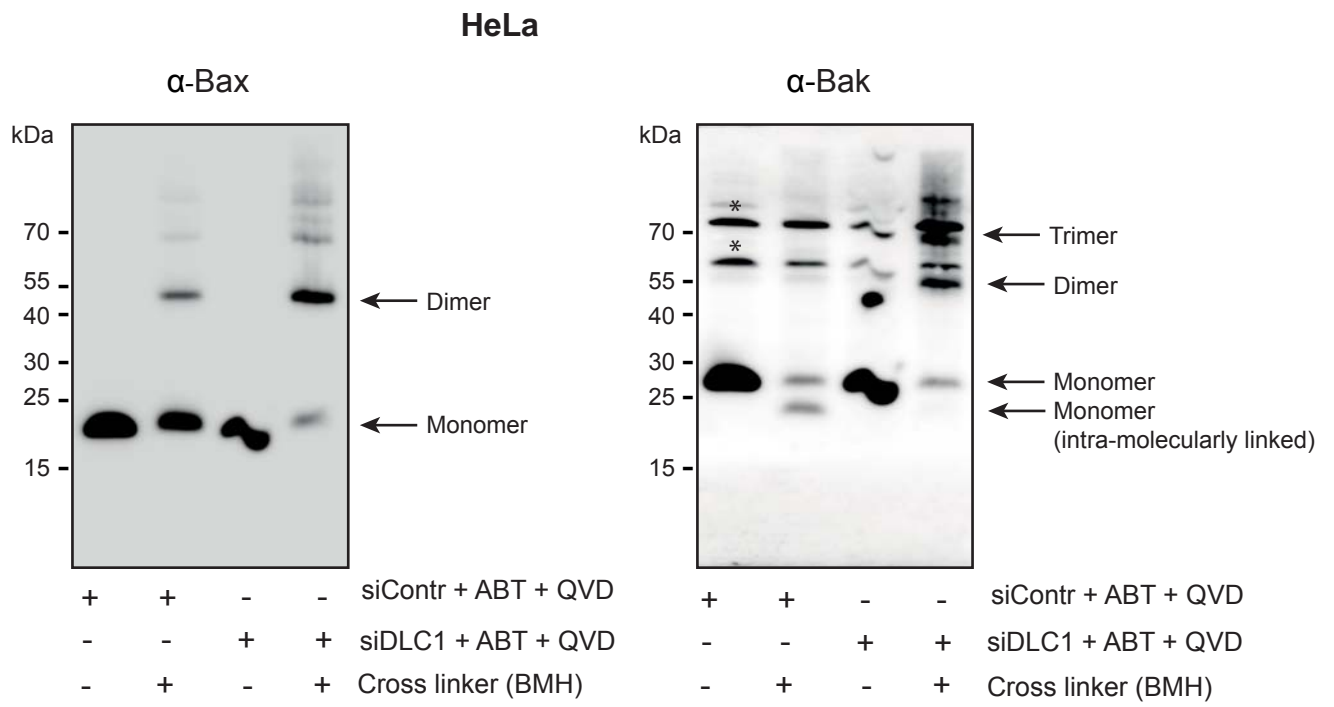 HeLa
α-Bax
kDa
70
55
40
30
25
15
Dimer
Monomer
+ + - - siContr + ABT + QVD
- - + + siDLC1 + ABT + QVD
- + - + Cross linker (BMH)
α-Bak
kDa
70
55
40
30
25
15
*
*
Trimer
Dimer
Monomer
Monomer
(intra-molecularly linked)
+ + - - siContr + ABT + QVD
- - + + siDLC1 + ABT + QVD
- + - + Cross linker (BMH)